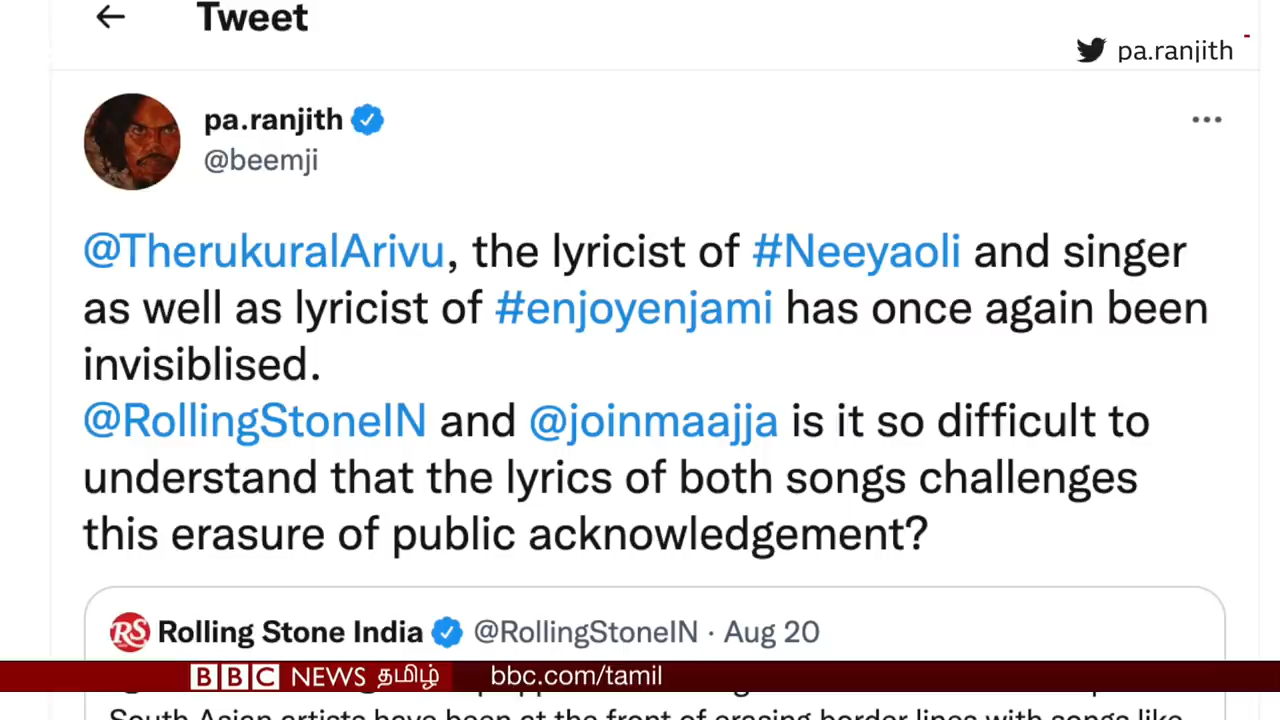 Tweet
pa.ranjith
pa.ranjith
@beemji
@TherukuralArivu, the lyricist of #Neeyaoli and singer
as well as lyricist of #enjoyenjami has once again been
invisiblised.
@RollingStoneIN and @joinmaajja is it so difficult to
understand that the lyrics of both songs challenges
this erasure of public acknowledgement?
RS Rolling Stone India @RollingStoneIN · Aug 20
BBC NEWS தமிழ் bbc.com/tamil
South Asian artists have been at the front of erasing border lines with songs like